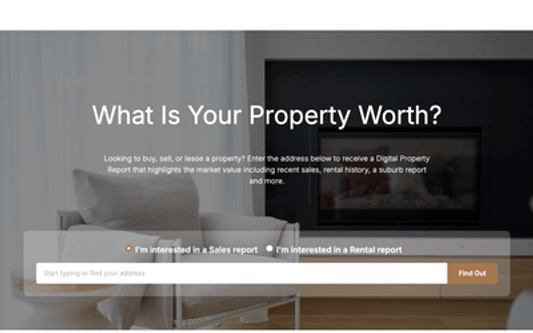 What Is Your Property Worth?
Looking to buy, sell, or lease a property? Enter the address below to receive a Digital Property
Report that highlights the market value including recent sales, rental history, a suburb report
and more.
I'm interested in a Sales report I'm interested in a Rental report
Start typing to find your address Find Out